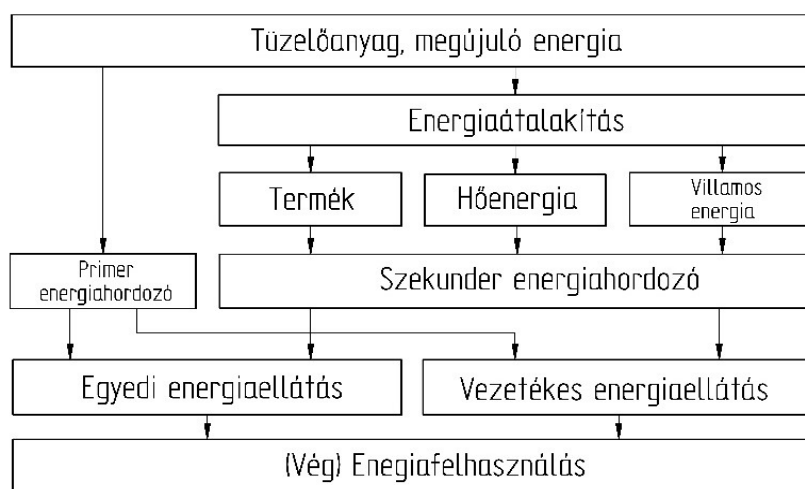 Tüzelőanyag, megújuló energia
Energiaátalakítás
Termék
Hőenergia
Villamos
energia
Primer
energiahordozó
Szekunder energiahordozó
Egyedi energiaellátás
Vezetékes energiaellátás
(Vég) Enegiafelhasználás